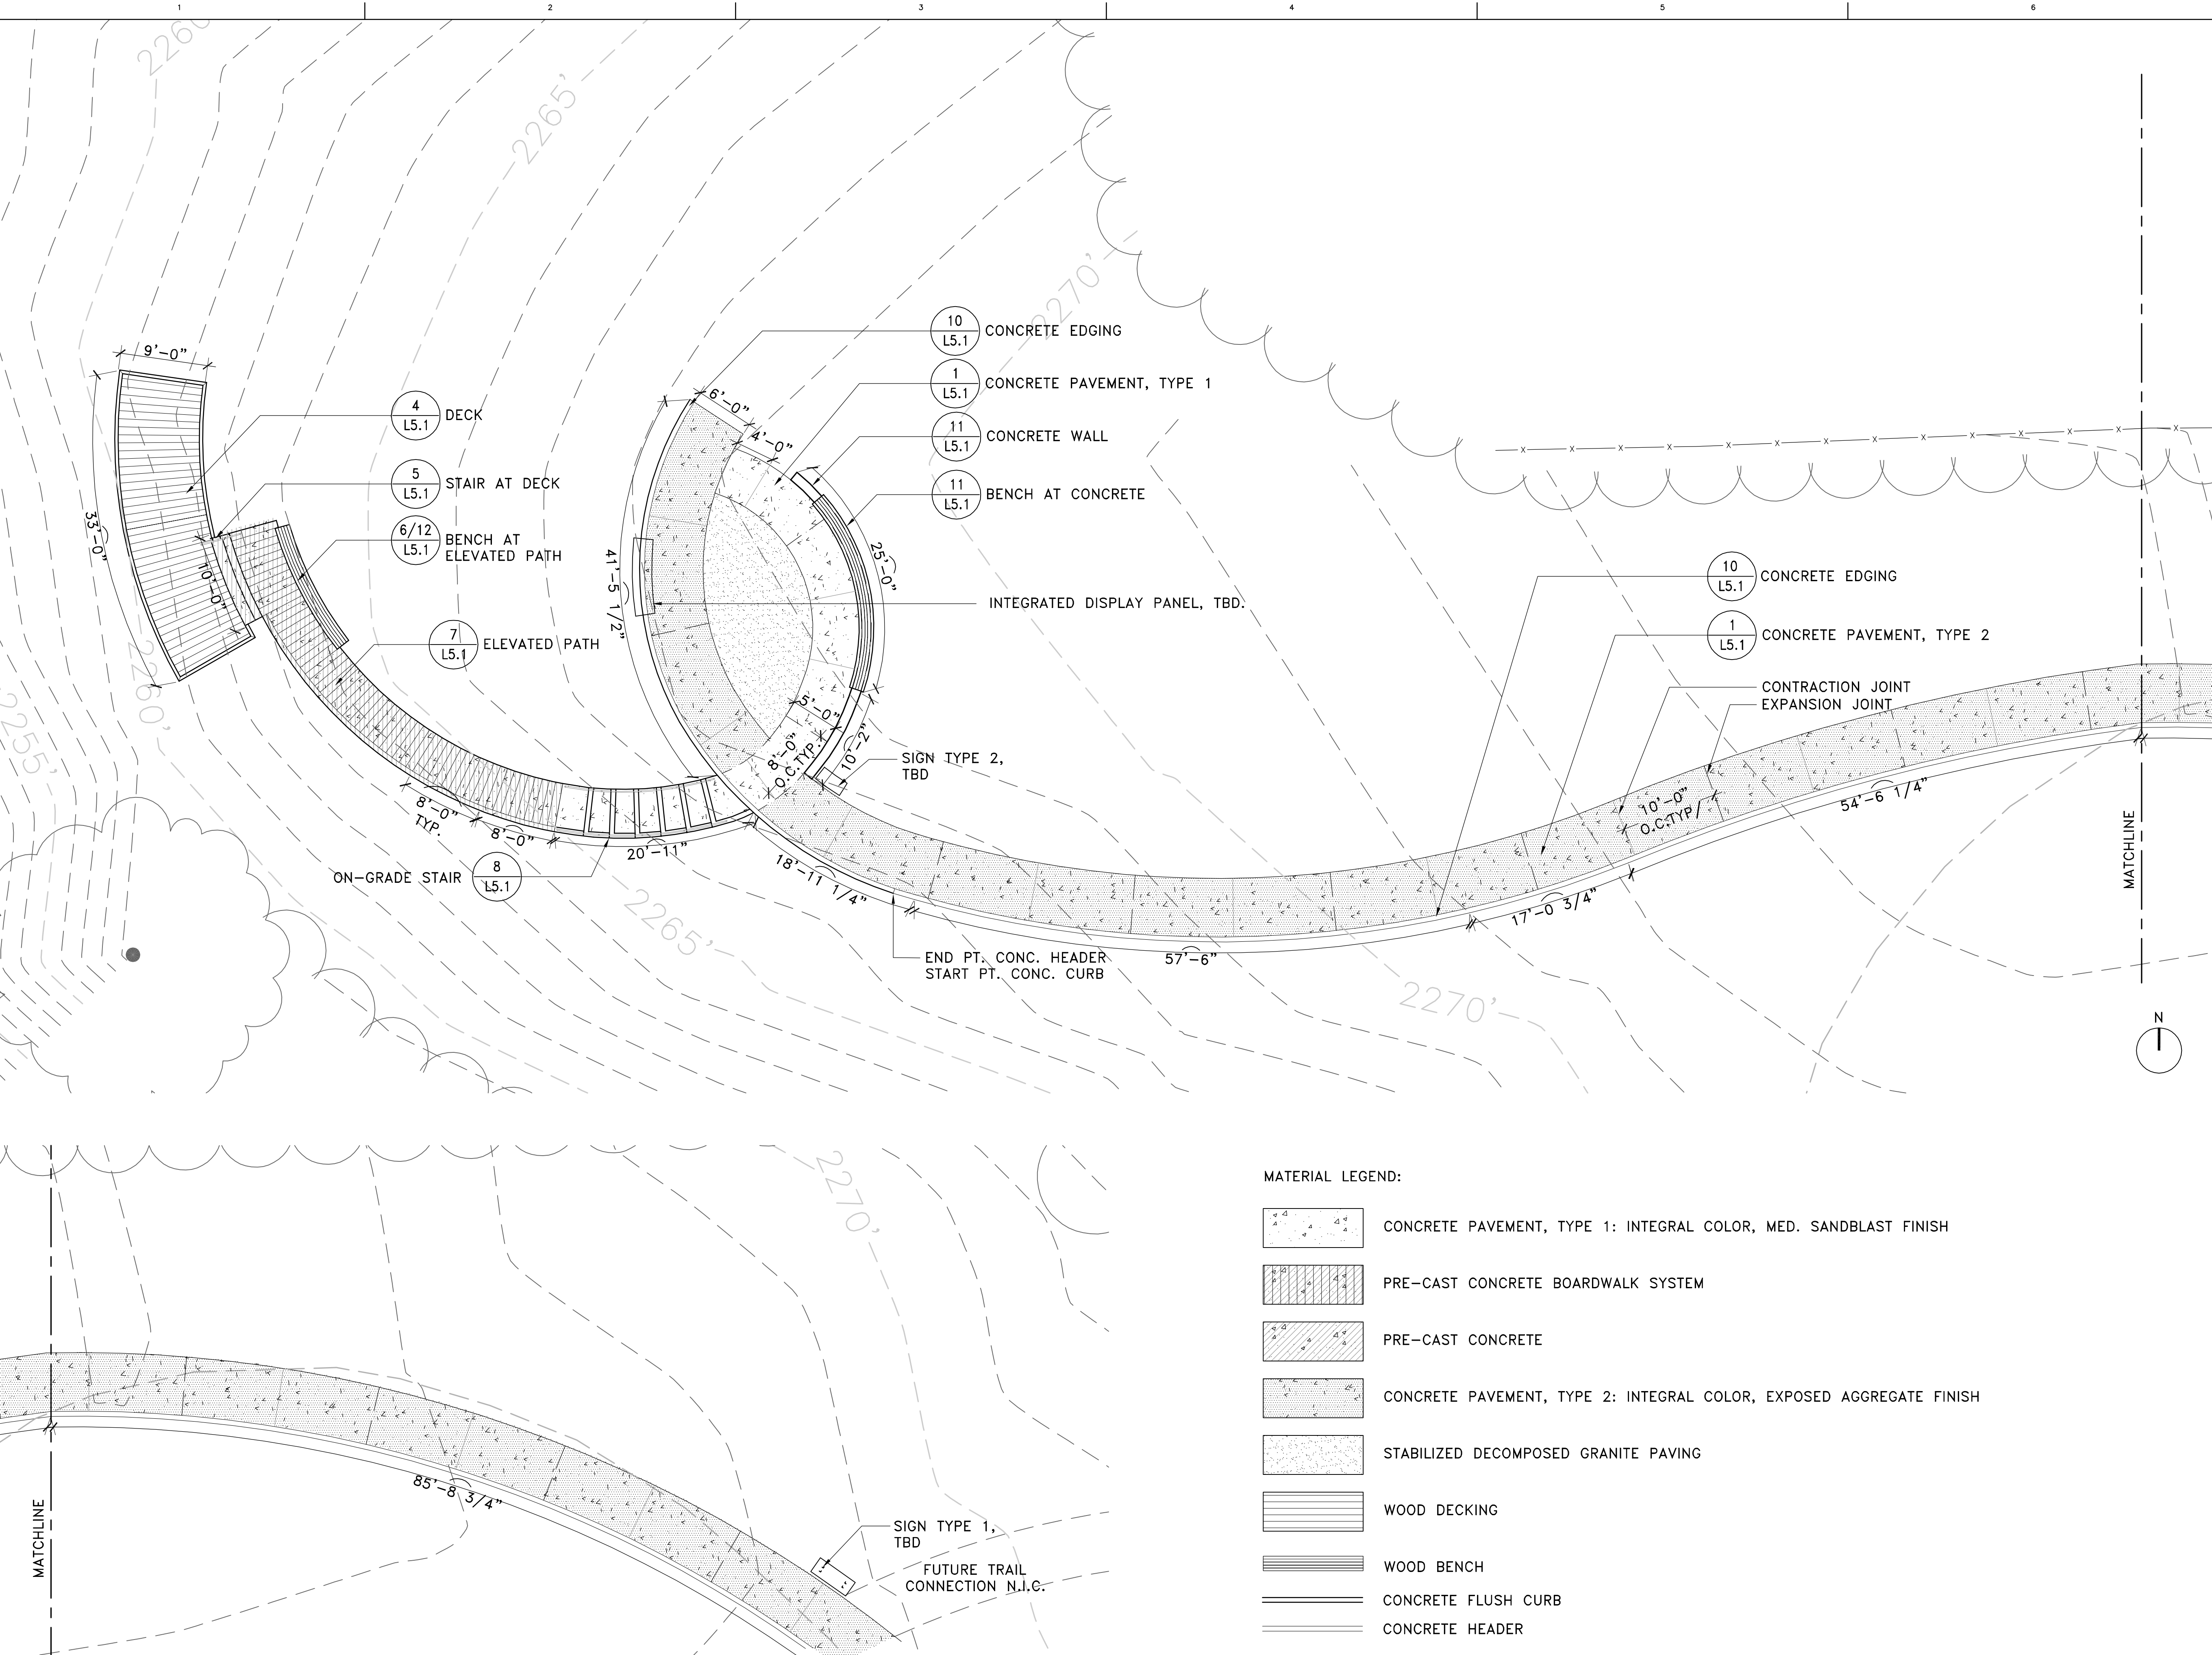 1
2
3
4
5
6
2260'
2265'
2270'
9'-0"
33'-0"
4
L5.1
DECK
5
L5.1
STAIR AT DECK
6/12
L5.1
BENCH AT
ELEVATED PATH
10'-0"
7
L5.1
ELEVATED PATH
2260'
2255'
8'-0"
TYP.
8'-0"
20'-11"
ON-GRADE STAIR
8
L5.1
2265'
10
L5.1
CONCRETE EDGING
1
L5.1
CONCRETE PAVEMENT, TYPE 1
11
L5.1
CONCRETE WALL
11
L5.1
BENCH AT CONCRETE
6'-0"
4'-0"
25'-0"
41'-5 1/2"
INTEGRATED DISPLAY PANEL, TBD.
5'-0"
8'-0"
O.C.TYP.
10'-2"
SIGN TYPE 2,
TBD
18'-11 1/4"
END PT. CONC. HEADER
START PT. CONC. CURB
57'-6"
10
L5.1
CONCRETE EDGING
1
L5.1
CONCRETE PAVEMENT, TYPE 2
CONTRACTION JOINT
EXPANSION JOINT
10'-0"
O.C.TYP.
17'-0 3/4"
54'-6 1/4"
MATCHLINE
2270'
N
2270'
MATCHLINE
85'-8 3/4"
SIGN TYPE 1,
TBD
FUTURE TRAIL
CONNECTION N.I.C.
MATERIAL LEGEND:
CONCRETE PAVEMENT, TYPE 1: INTEGRAL COLOR, MED. SANDBLAST FINISH
PRE-CAST CONCRETE BOARDWALK SYSTEM
PRE-CAST CONCRETE
CONCRETE PAVEMENT, TYPE 2: INTEGRAL COLOR, EXPOSED AGGREGATE FINISH
STABILIZED DECOMPOSED GRANITE PAVING
WOOD DECKING
WOOD BENCH
CONCRETE FLUSH CURB
CONCRETE HEADER